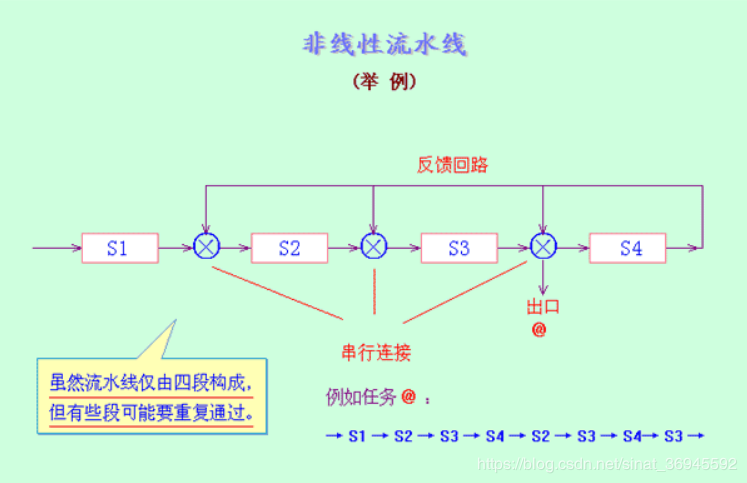 非线性流水线
(举 例)
反馈回路
S1
S2
S3
S4
出口
@
串行连接
虽然流水线仅由四段构成，
但有些段可能要重复通过。
例如任务 @ ：
→ S1 → S2 → S3 → S4 → S2 → S3 → S4 → S3 →
https://blog.csdn.net/sinat_36945592